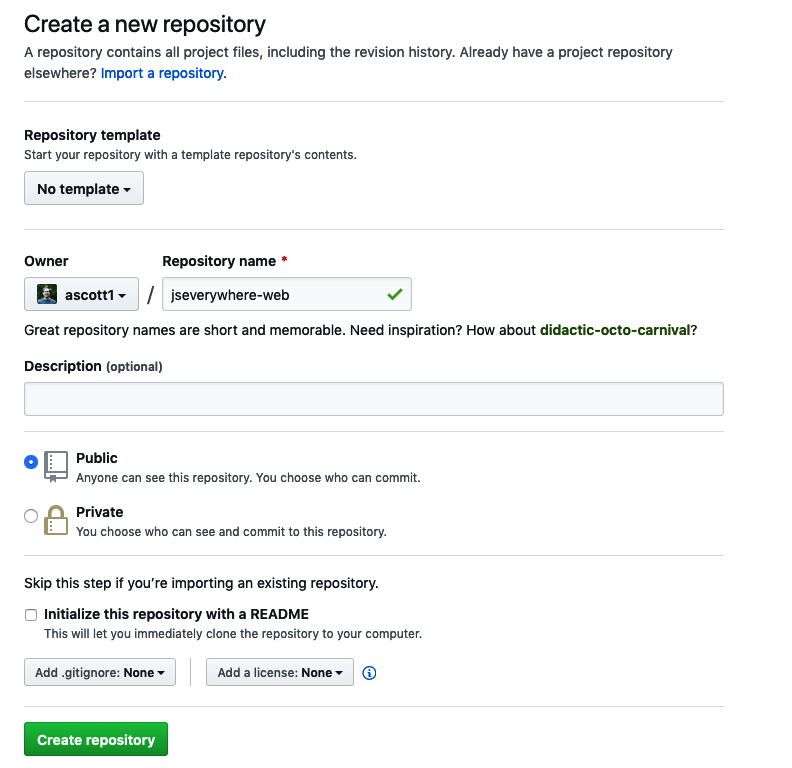 Create a new repository
A repository contains all project files, including the revision history. Already have a project repository
elsewhere? Import a repository.
Repository template
Start your repository with a template repository's contents.
No template
Owner
Repository name *
ascott1
/
jseverywhere-web
Great repository names are short and memorable. Need inspiration? How about didactic-octo-carnival?
Description (optional)
Public
Anyone can see this repository. You choose who can commit.
Private
You choose who can see and commit to this repository.
Skip this step if you’re importing an existing repository.
Initialize this repository with a README
This will let you immediately clone the repository to your computer.
Add .gitignore: None
Add a license: None
Create repository